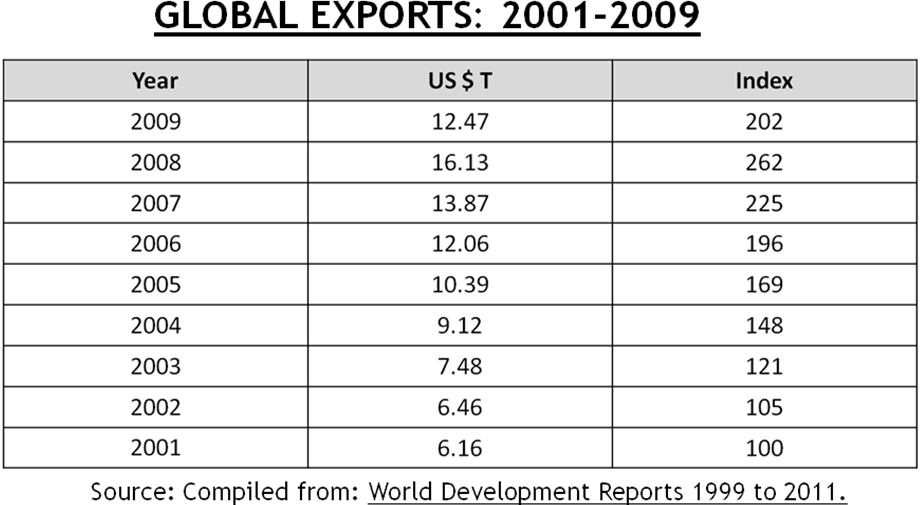 GLOBAL EXPORTS: 2001-2009
Year US $ T Index
2009 12.47 202
2008 16.13 262
2007 13.87 225
2006 12.06 196
2005 10.39 169
2004 9.12 148
2003 7.48 121
2002 6.46 105
2001 6.16 100
Source: Compiled from: World Development Reports 1999 to 2011.